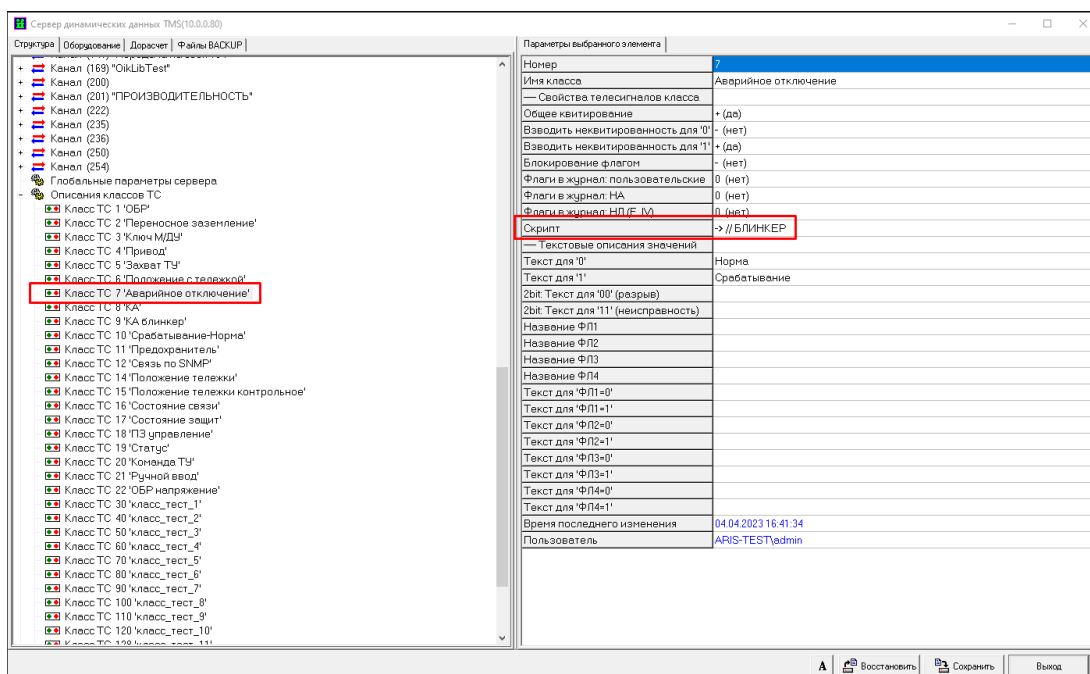 Сервер динамических данных TMS(10.0.0.80)
Структура Оборудование Дорасчет Файлы BACKUP
Канал (169) "OikLibTest"
Канал (200)
Канал (201) "ПРОИЗВОДИТЕЛЬНОСТЬ"
Канал (222)
Канал (235)
Канал (236)
Канал (250)
Канал (254)
Глобальные параметры сервера
Описания классов ТС
Класс ТС 1 'ОБР'
Класс ТС 2 'Переносное заземление'
Класс ТС 3 'Ключ М/ДУ'
Класс ТС 4 'Привод'
Класс ТС 5 'Захват ТУ'
Класс ТС 6 'Положение с тележкой'
Класс ТС 7 'Аварийное отключение'
Класс ТС 8 'КА'
Класс ТС 9 'КА блинкер'
Класс ТС 10 'Срабатывание-Норма'
Класс ТС 11 'Предохранитель'
Класс ТС 12 'Связь по SNMP'
Класс ТС 14 'Положение тележки'
Класс ТС 15 'Положение тележки контрольное'
Класс ТС 16 'Состояние связи'
Класс ТС 17 'Состояние защит'
Класс ТС 18 'ПЗ управление'
Класс ТС 19 'Статус'
Класс ТС 20 'Команда ТУ'
Класс ТС 21 'Ручной ввод'
Класс ТС 22 'ОБР напряжение'
Класс ТС 30 'класс_тест_1'
Класс ТС 40 'класс_тест_2'
Класс ТС 50 'класс_тест_3'
Класс ТС 60 'класс_тест_4'
Класс ТС 70 'класс_тест_5'
Класс ТС 80 'класс_тест_6'
Класс ТС 90 'класс_тест_7'
Класс ТС 100 'класс_тест_8'
Класс ТС 110 'класс_тест_9'
Класс ТС 120 'класс_тест_10'
Класс ТС 128 'класс_тест_11'
Параметры выбранного элемента
Номер 7
Имя класса Аварийное отключение
— Свойства телесигналов класса
Общее квитирование + (да)
Взводить неквитированность для '0' - (нет)
Взводить неквитированность для '1' + (да)
Блокирование флагом - (нет)
Флаги в журнал: пользовательские 0 (нет)
Флаги в журнал: НА 0 (нет)
Флаги в журнал: НД (E_IV) 0 (нет)
Скрипт -> // БЛИНКЕР
— Текстовые описания значений
Текст для '0' Норма
Текст для '1' Срабатывание
2bit: Текст для '00' (разрыв)
2bit: Текст для '11' (неисправность)
Название ФЛ1
Название ФЛ2
Название ФЛ3
Название ФЛ4
Текст для 'ФЛ1=0'
Текст для 'ФЛ1=1'
Текст для 'ФЛ2=0'
Текст для 'ФЛ2=1'
Текст для 'ФЛ3=0'
Текст для 'ФЛ3=1'
Текст для 'ФЛ4=0'
Текст для 'ФЛ4=1'
Время последнего изменения 04.04.2023 16:41:34
Пользователь ARIS-TEST\admin
A Восстановить Сохранить Выход